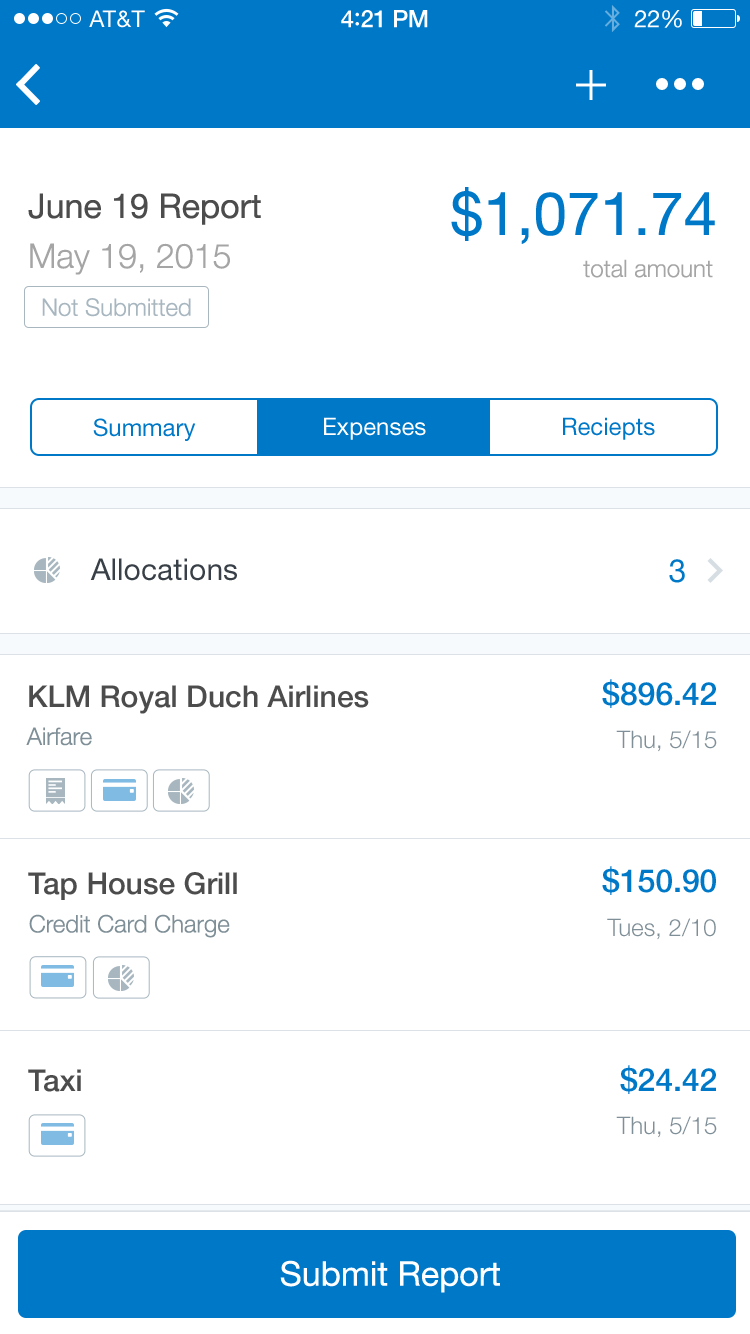 AT&T 4:21 PM 22%
June 19 Report
$1,071.74
May 19, 2015
total amount
Not Submitted
Summary Expenses Reciepts
Allocations 3
KLM Royal Duch Airlines $896.42
Airfare Thu, 5/15
Tap House Grill $150.90
Credit Card Charge Tues, 2/10
Taxi $24.42
Thu, 5/15
Submit Report